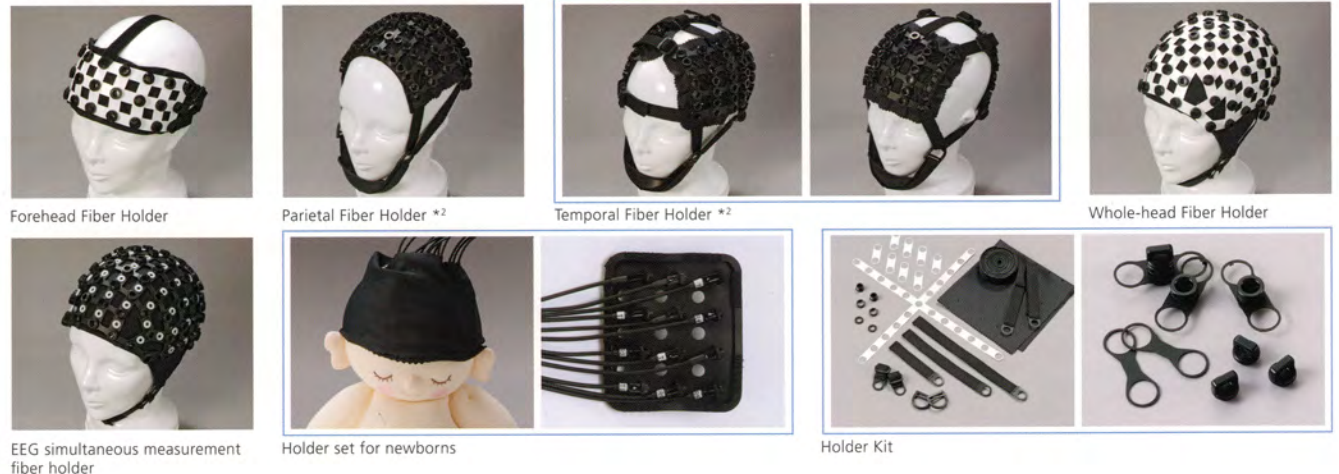 Forehead Fiber Holder
Parietal Fiber Holder *2
Temporal Fiber Holder *2
Whole-head Fiber Holder
EEG simultaneous measurement
fiber holder
Holder set for newborns
Holder Kit